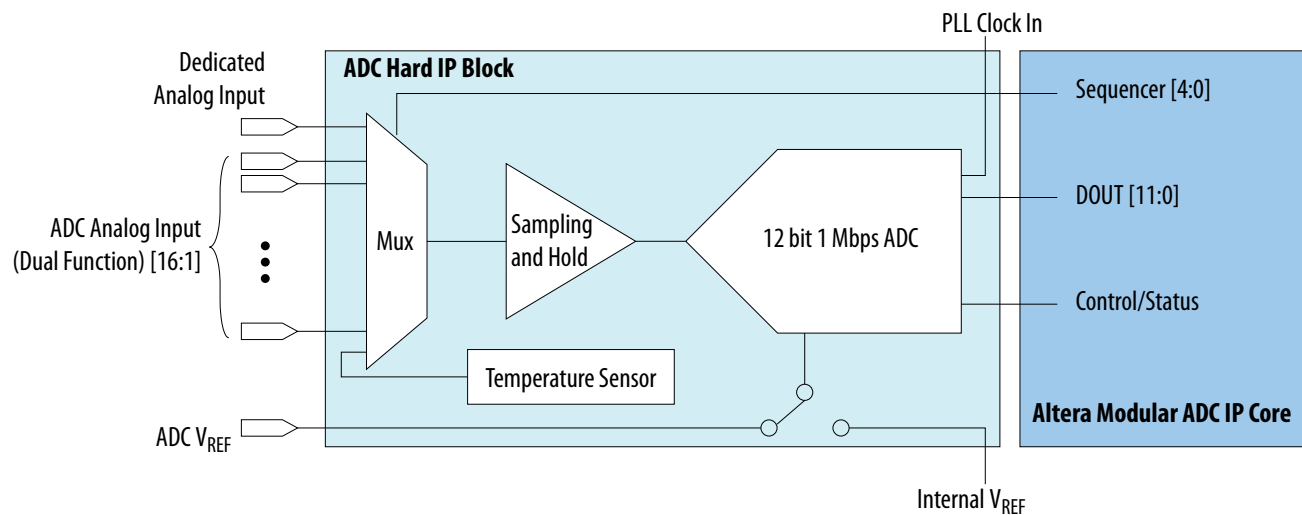 PLL Clock In
Dedicated
Analog Input
ADC Hard IP Block
Sequencer [4:0]
ADC Analog Input
(Dual Function) [16:1]
Mux
Sampling
and Hold
12 bit 1 Mbps ADC
DOUT [11:0]
Control/Status
Temperature Sensor
Altera Modular ADC IP Core
ADC VREF
Internal VREF